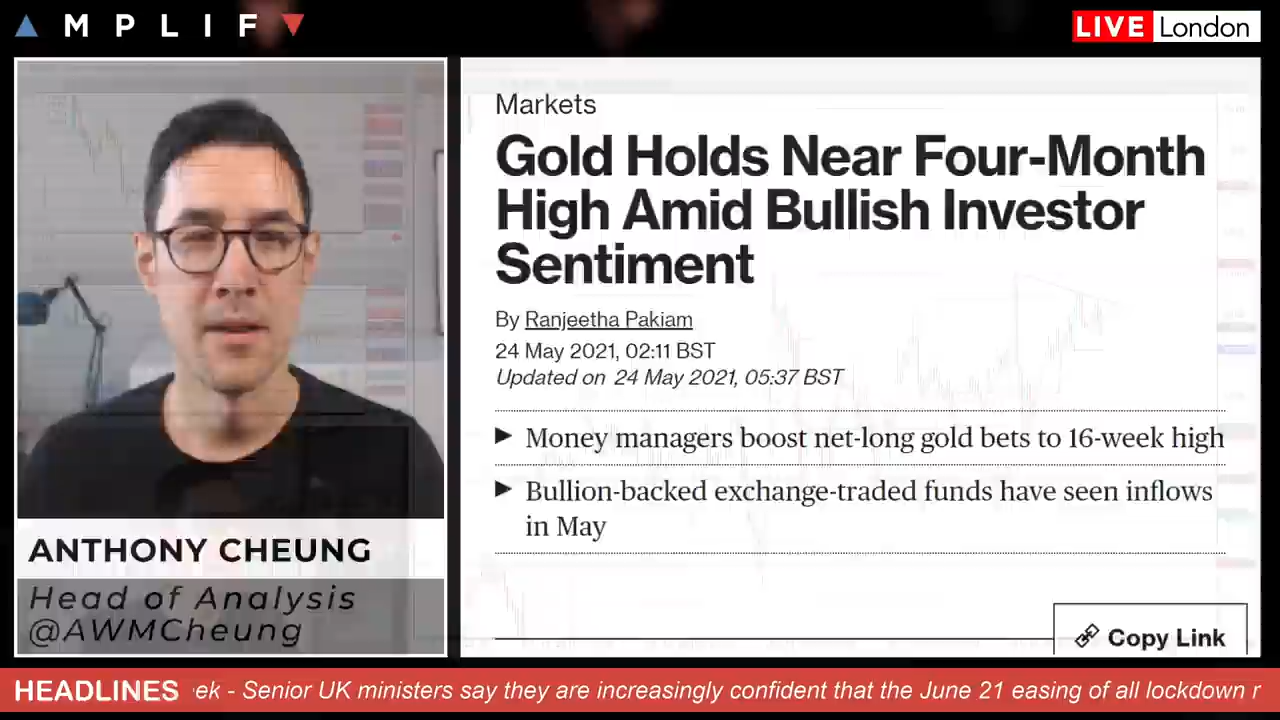 ▲ M P L I F ▼
LIVE London
Markets
Gold Holds Near Four-Month
High Amid Bullish Investor
Sentiment
By Ranjeetha Pakiam
24 May 2021, 02:11 BST
Updated on 24 May 2021, 05:37 BST
▶ Money managers boost net-long gold bets to 16-week high
▶ Bullion-backed exchange-traded funds have seen inflows
in May
Copy Link
ANTHONY CHEUNG
Head of Analysis
@AWMCheung
HEADLINES ek - Senior UK ministers say they are increasingly confident that the June 21 easing of all lockdown r